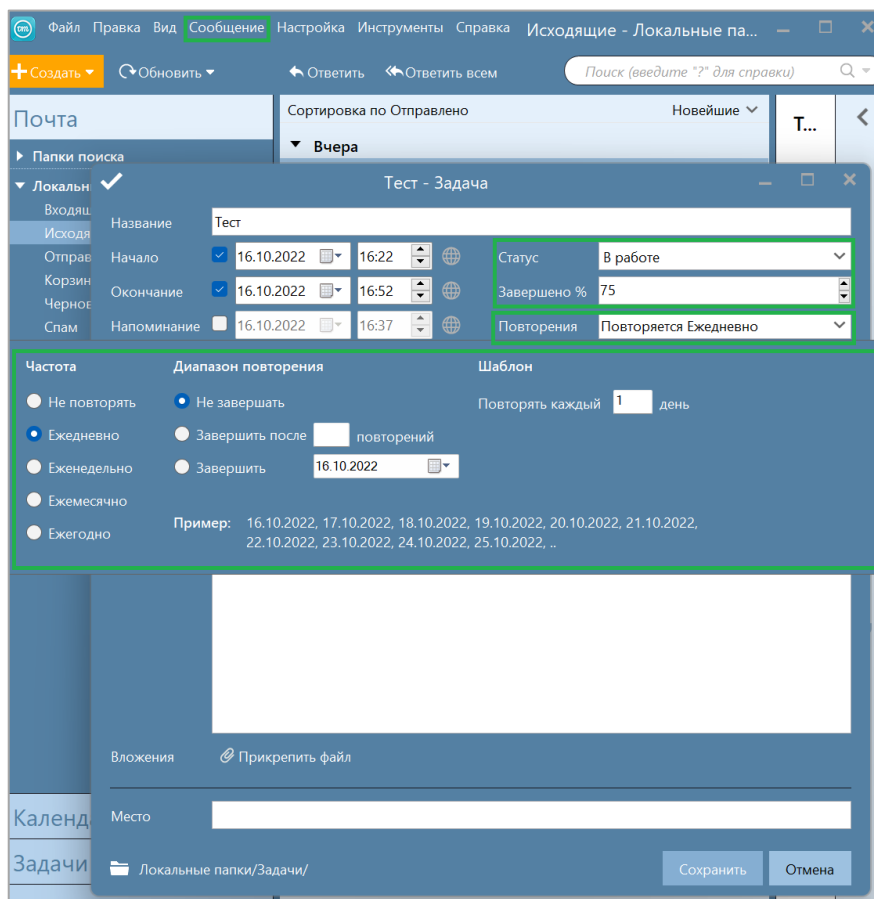 Файл Правка Вид Сообщение Настройка Инструменты Справка Исходящие - Локальные па...
Создать Обновить Ответить Ответить всем Поиск (введите "?" для справки)
Почта
Сортировка по Отправлено Новейшие
Т...
Вчера
Папки поиска
Локальн
Входящ
Исходя
Отправ
Корзин
Чернов
Спам
Тест - Задача
Название Тест
Начало 16.10.2022 16:22 Статус В работе
Окончание 16.10.2022 16:52 Завершено % 75
Напоминание 16.10.2022 16:37 Повторения Повторяется Ежедневно
Частота Диапазон повторения Шаблон
Не повторять Не завершать Повторять каждый 1 день
Ежедневно Завершить после повторений
Еженедельно Завершить 16.10.2022
Ежемесячно
Ежегодно
Пример: 16.10.2022, 17.10.2022, 18.10.2022, 19.10.2022, 20.10.2022, 21.10.2022,
22.10.2022, 23.10.2022, 24.10.2022, 25.10.2022, ..
Вложения Прикрепить файл
Место
Календ
Задачи
Локальные папки/Задачи/ Сохранить Отмена